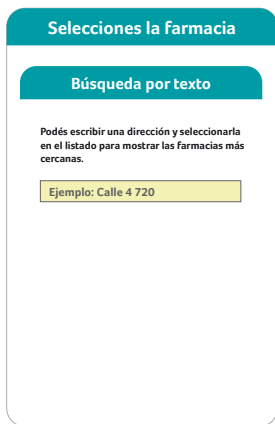 Selecciones la farmacia
Búsqueda por texto
Podés escribir una dirección y seleccionarla
en el listado para mostrar las farmacias más
cercanas.
Ejemplo: Calle 4 720